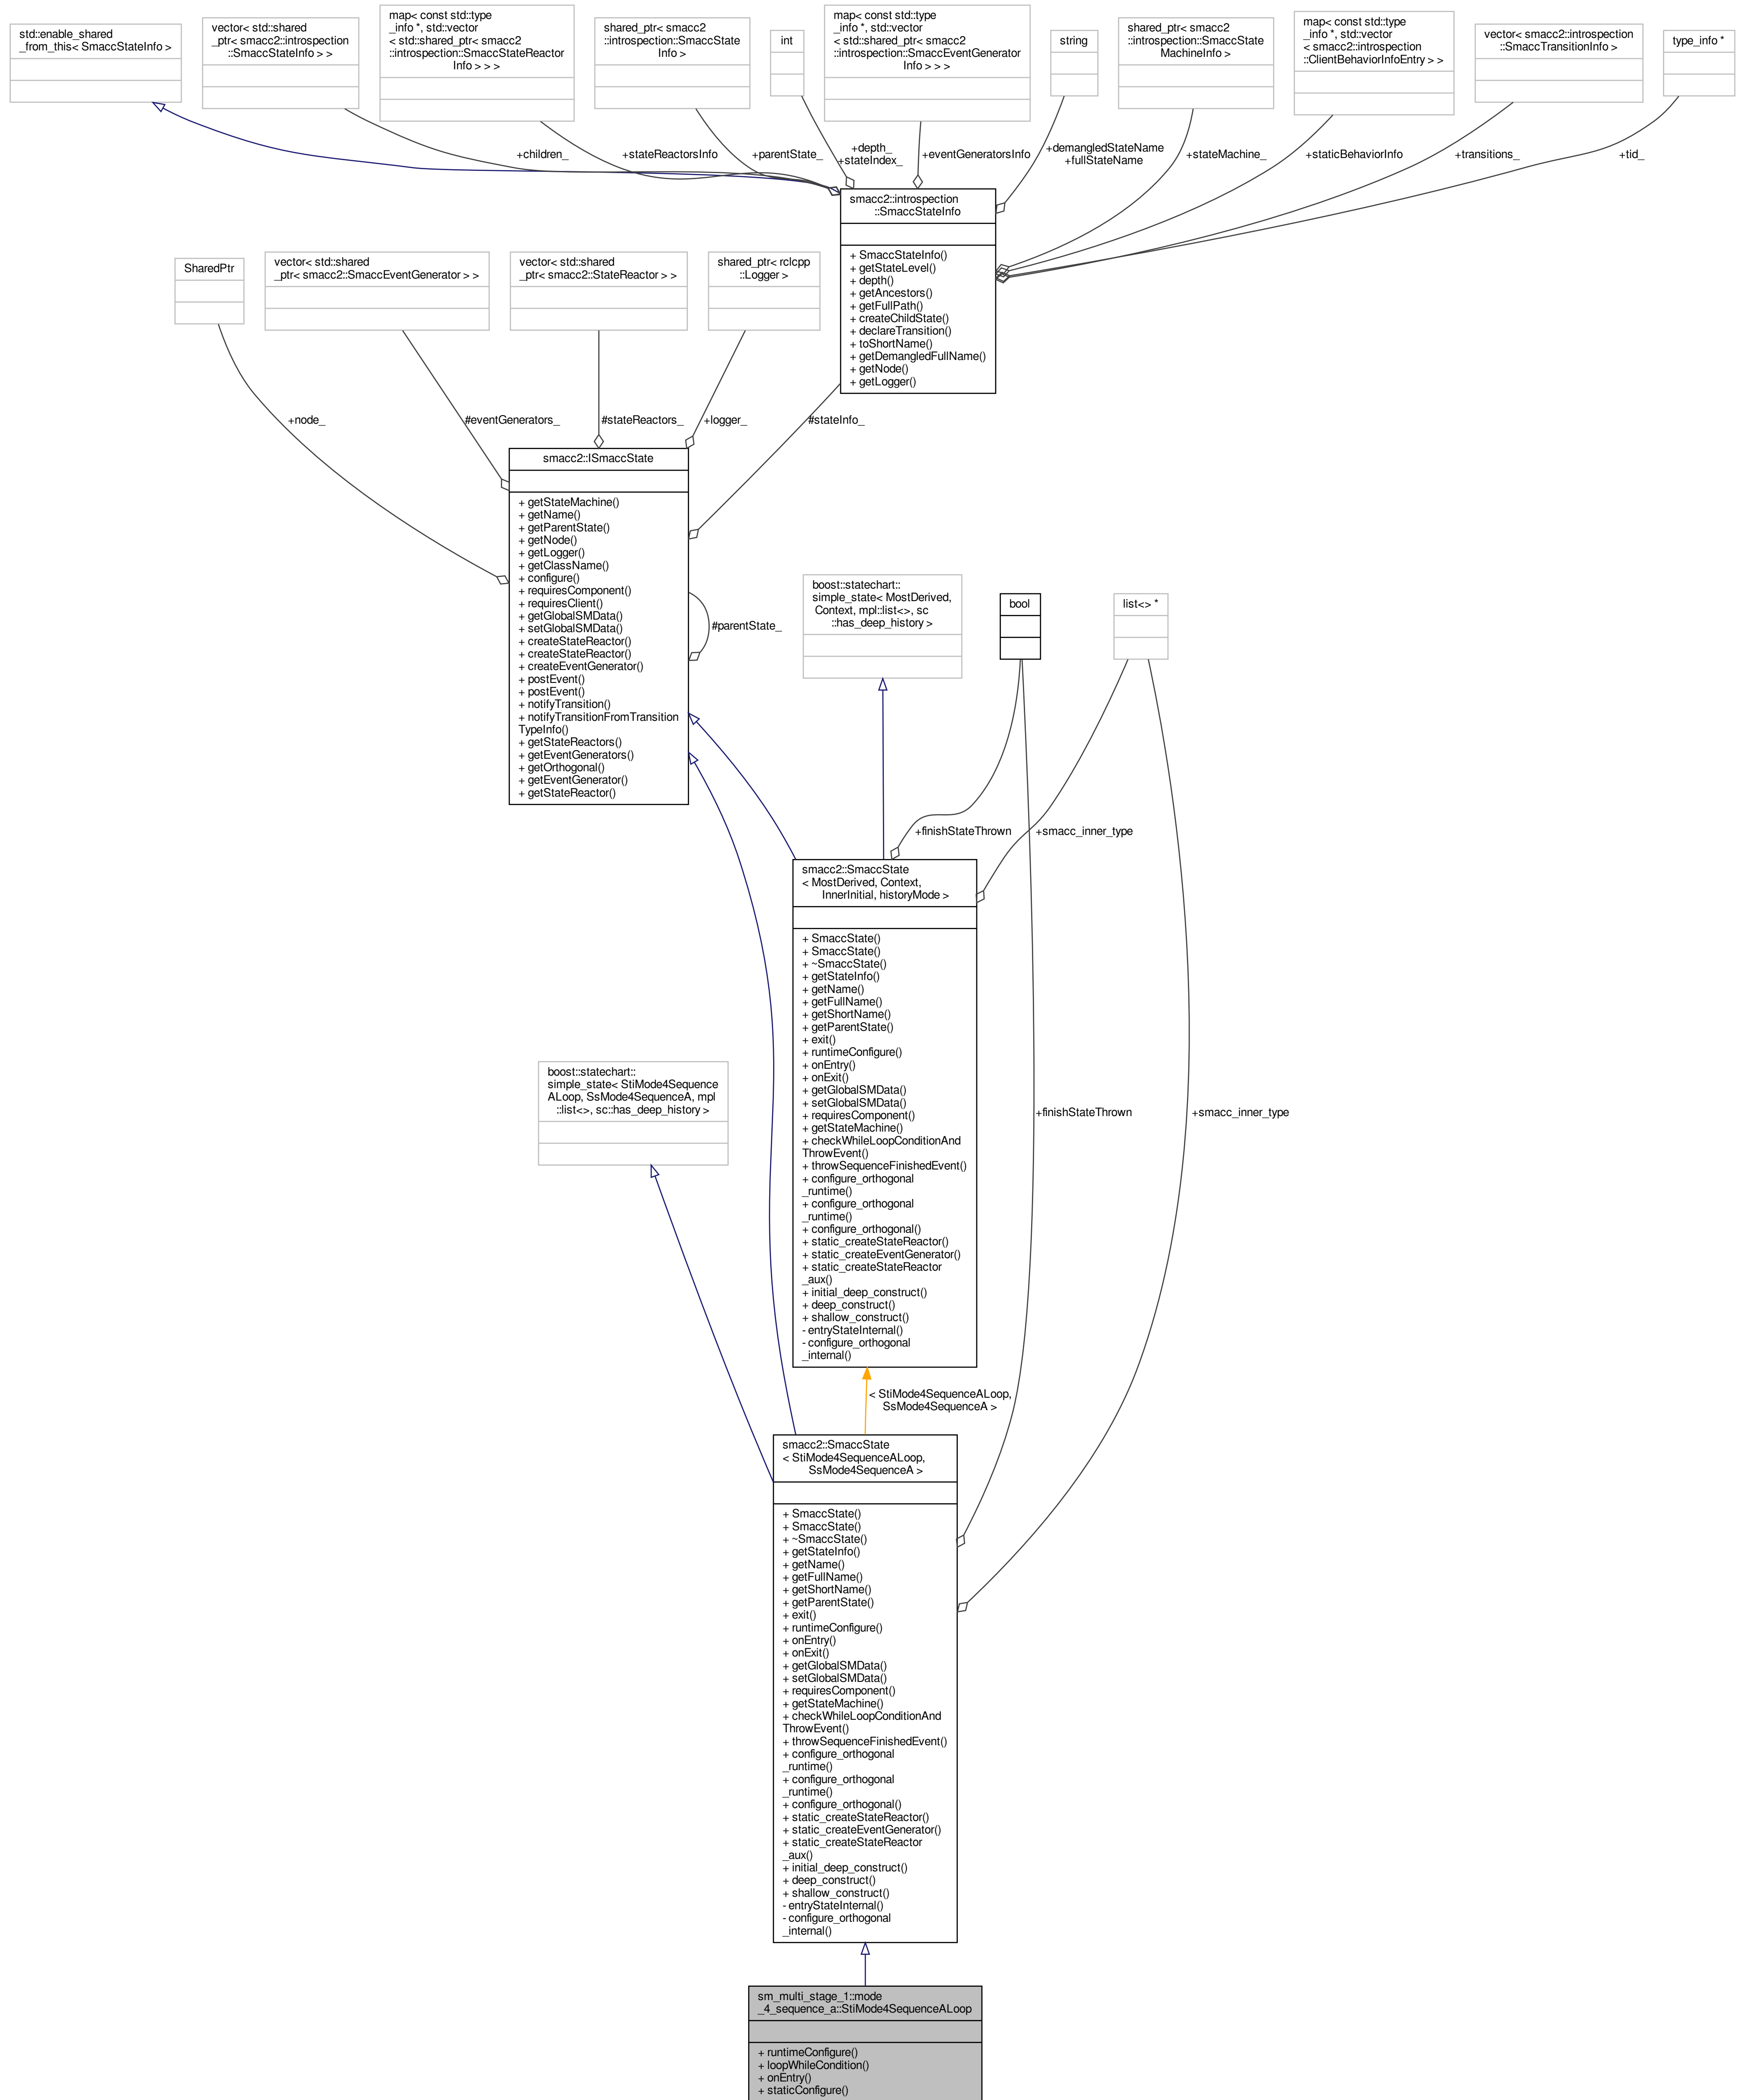 std::enable_shared
_from_this< SmaccStateInfo >
vector< std::shared
_ptr< smacc2::introspection
::SmaccStateInfo > >
map< const std::type
_info *, std::vector
< std::shared_ptr< smacc2
::introspection::SmaccStateReactor
Info > > >
shared_ptr< smacc2
::introspection::SmaccState
Info >
int
map< const std::type
_info *, std::vector
< std::shared_ptr< smacc2
::introspection::SmaccEventGenerator
Info > > >
string
shared_ptr< smacc2
::introspection::SmaccState
MachineInfo >
map< const std::type
_info *, std::vector
< smacc2::introspection
::ClientBehaviorInfoEntry > >
vector< smacc2::introspection
::SmaccTransitionInfo >
type_info *
+children_
+stateReactorsInfo
+parentState_
+depth_
+stateIndex_
+eventGeneratorsInfo
+demangledStateName
+fullStateName
+stateMachine_
+staticBehaviorInfo
+transitions_
+tid_
smacc2::introspection
::SmaccStateInfo
+ SmaccStateInfo()
+ getStateLevel()
+ depth()
+ getAncestors()
+ getFullPath()
+ createChildState()
+ declareTransition()
+ toShortName()
+ getDemangledFullName()
+ getNode()
+ getLogger()
SharedPtr
vector< std::shared
_ptr< smacc2::SmaccEventGenerator > >
vector< std::shared
_ptr< smacc2::StateReactor > >
shared_ptr< rclcpp
::Logger >
+node_
#eventGenerators_
#stateReactors_
+logger_
#stateInfo_
smacc2::ISmaccState
+ getStateMachine()
+ getName()
+ getParentState()
+ getNode()
+ getLogger()
+ getClassName()
+ configure()
+ requiresComponent()
+ requiresClient()
+ getGlobalSMData()
+ setGlobalSMData()
+ createStateReactor()
+ createStateReactor()
+ createEventGenerator()
+ postEvent()
+ postEvent()
+ notifyTransition()
+ notifyTransitionFromTransition
TypeInfo()
+ getStateReactors()
+ getEventGenerators()
+ getOrthogonal()
+ getEventGenerator()
+ getStateReactor()
#parentState_
boost::statechart::
simple_state< MostDerived,
Context, mpl::list<>, sc
::has_deep_history >
bool
list<> *
+finishStateThrown
+smacc_inner_type
smacc2::SmaccState
< MostDerived, Context,
InnerInitial, historyMode >
+ SmaccState()
+ SmaccState()
+ ~SmaccState()
+ getStateInfo()
+ getName()
+ getFullName()
+ getShortName()
+ getParentState()
+ exit()
+ runtimeConfigure()
+ onEntry()
+ onExit()
+ getGlobalSMData()
+ setGlobalSMData()
+ requiresComponent()
+ getStateMachine()
+ checkWhileLoopConditionAnd
ThrowEvent()
+ throwSequenceFinishedEvent()
+ configure_orthogonal
_runtime()
+ configure_orthogonal
_runtime()
+ configure_orthogonal()
+ static_createStateReactor()
+ static_createEventGenerator()
+ static_createStateReactor
_aux()
+ initial_deep_construct()
+ deep_construct()
+ shallow_construct()
- entryStateInternal()
- configure_orthogonal
_internal()
boost::statechart::
simple_state< StiMode4Sequence
ALoop, SsMode4SequenceA, mpl
::list<>, sc::has_deep_history >
+finishStateThrown
+smacc_inner_type
< StiMode4SequenceALoop,
SsMode4SequenceA >
smacc2::SmaccState
< StiMode4SequenceALoop,
SsMode4SequenceA >
+ SmaccState()
+ SmaccState()
+ ~SmaccState()
+ getStateInfo()
+ getName()
+ getFullName()
+ getShortName()
+ getParentState()
+ exit()
+ runtimeConfigure()
+ onEntry()
+ onExit()
+ getGlobalSMData()
+ setGlobalSMData()
+ requiresComponent()
+ getStateMachine()
+ checkWhileLoopConditionAnd
ThrowEvent()
+ throwSequenceFinishedEvent()
+ configure_orthogonal
_runtime()
+ configure_orthogonal
_runtime()
+ configure_orthogonal()
+ static_createStateReactor()
+ static_createEventGenerator()
+ static_createStateReactor
_aux()
+ initial_deep_construct()
+ deep_construct()
+ shallow_construct()
- entryStateInternal()
- configure_orthogonal
_internal()
sm_multi_stage_1::mode
_4_sequence_a::StiMode4SequenceALoop
+ runtimeConfigure()
+ loopWhileCondition()
+ onEntry()
+ staticConfigure()